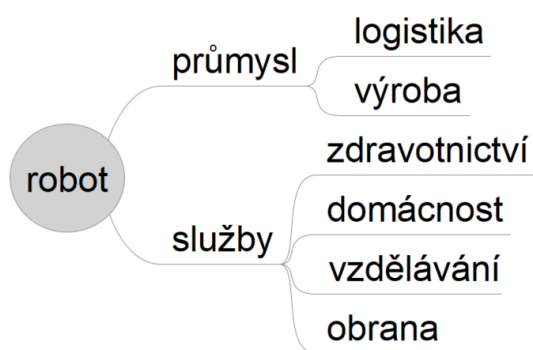 robot
průmysl
logistika
výroba
služby
zdravotnictví
domácnost
vzdělávání
obrana